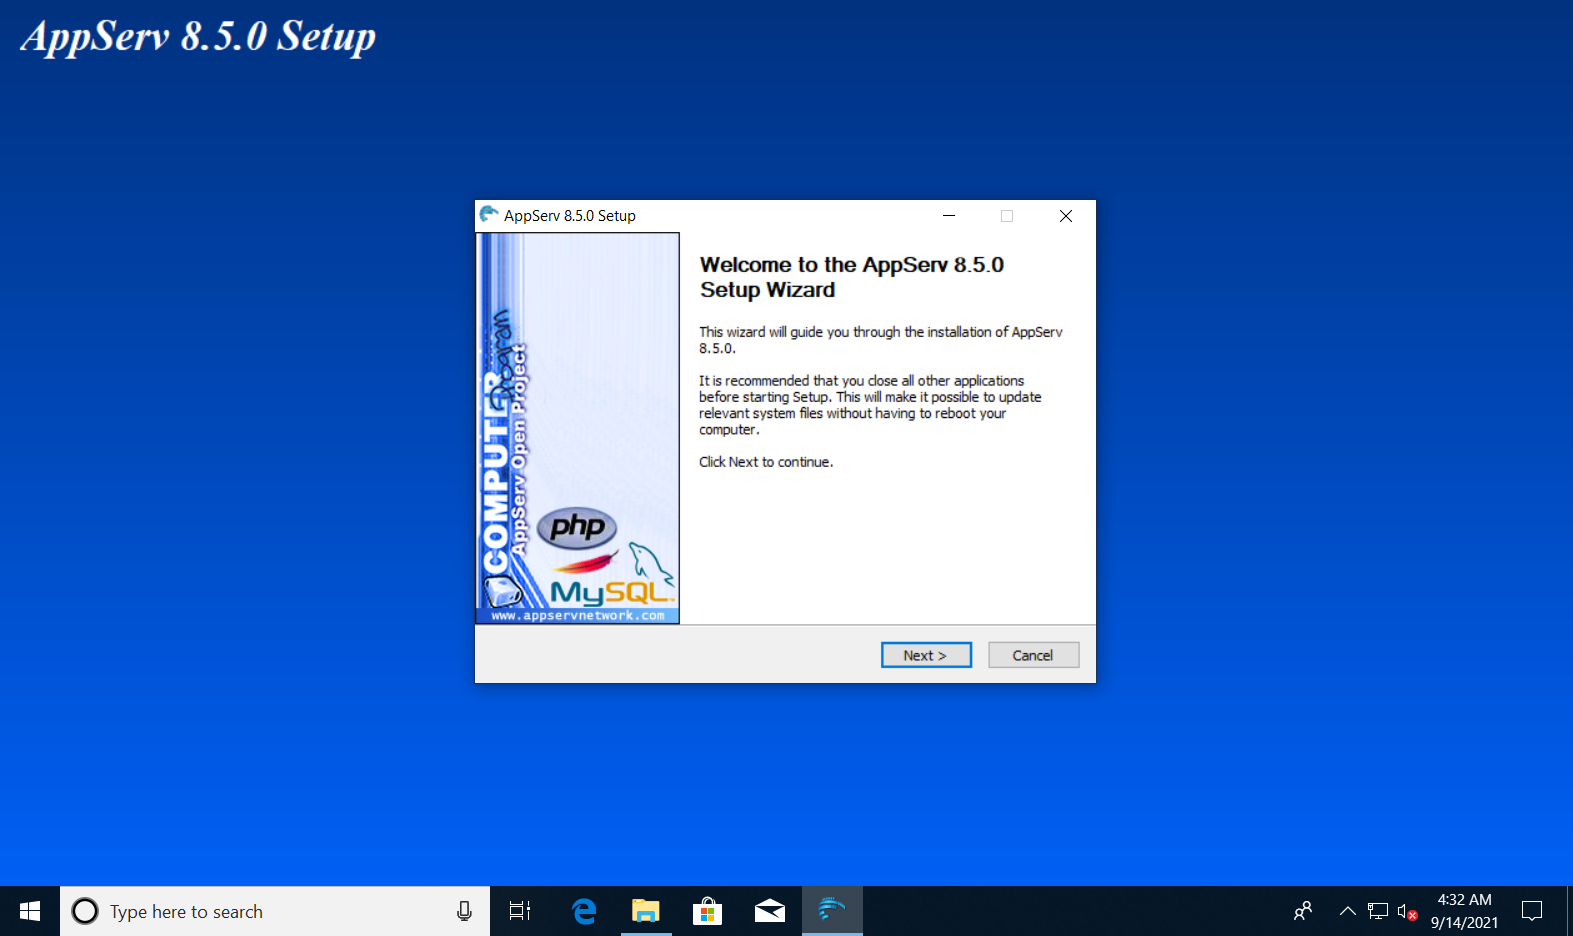 AppServ 8.5.0 Setup
AppServ 8.5.0 Setup
Welcome to the AppServ 8.5.0
Setup Wizard
This wizard will guide you through the installation of AppServ
8.5.0.
It is recommended that you close all other applications
before starting Setup. This will make it possible to update
relevant system files without having to reboot your
computer.
Click Next to continue.
COMPUTER
Program
AppServ Open Project
php
MySQL™
www.appservnetwork.com
Next >
Cancel
Type here to search
4:32 AM
9/14/2021